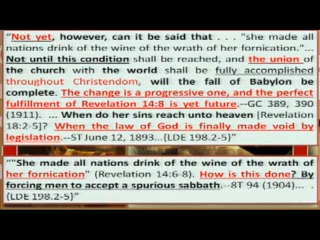 "Not yet, however, can it be said that . . . "she made all
nations drink of the wine of the wrath of her fornication."...
Not until this condition shall be reached, and the union of
the church with the world shall be fully accomplished
throughout Christendom, will the fall of Babylon be
complete. The change is a progressive one, and the perfect
fulfillment of Revelation 14:8 is yet future.--GC 389, 390
(1911). ... When do her sins reach unto heaven [Revelation
18:2-5]? When the law of God is finally made void by
legislation.--ST June 12, 1893...{LDE 198.2-5}"
""She made all nations drink of the wine of the wrath of
her fornication" (Revelation 14:6-8). How is this done? By
forcing men to accept a spurious sabbath.--8T 94 (1904)... .
{LDE 198.2-5}"